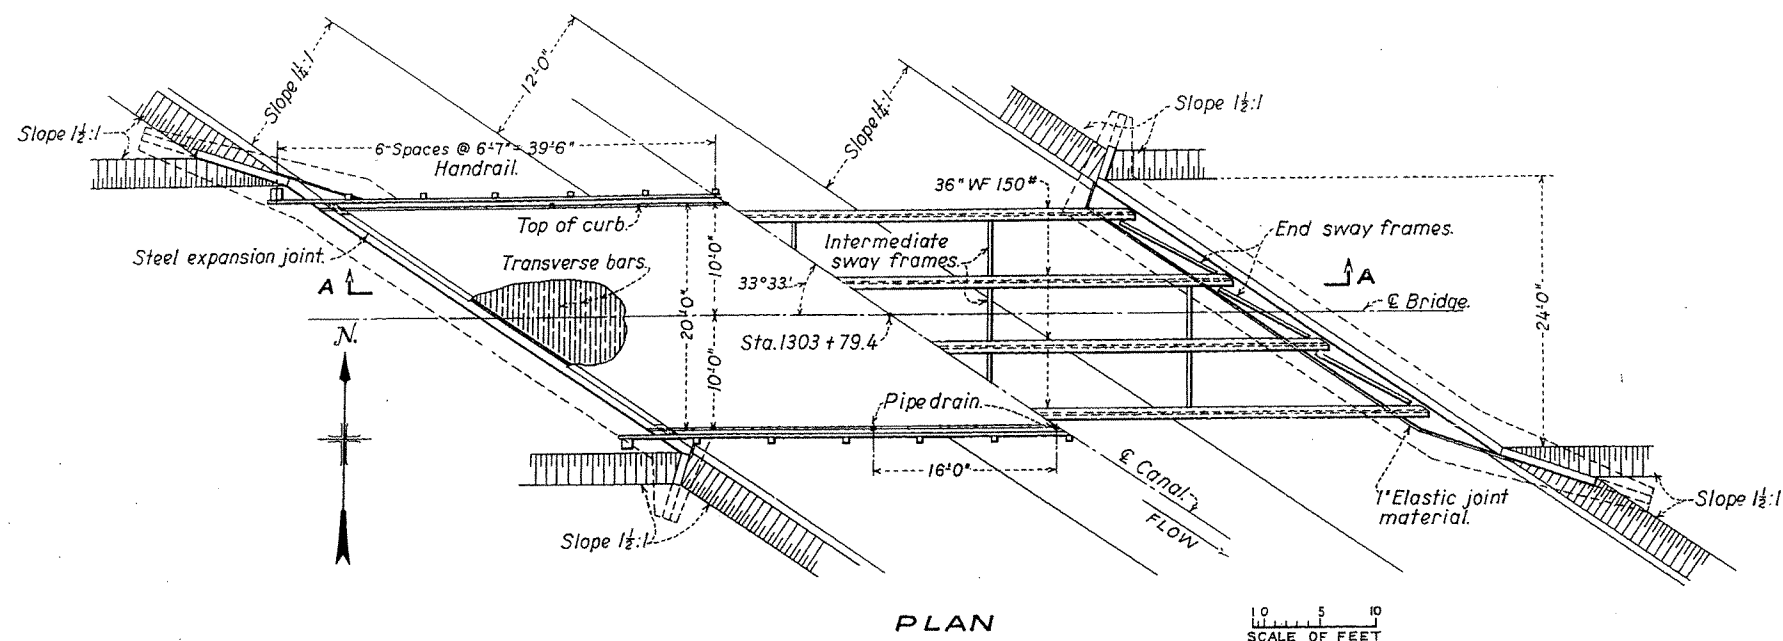 Slope 1¼:1
12'-0"
Slope 1¼:1
Slope 1½:1
Slope 1½:1
6-Spaces @ 6'-7" = 39'-6"
Handrail.
36" WF 150#
Top of curb.
Steel expansion joint.
Transverse bars
Intermediate
sway frames.
End sway frames.
A
A
10'-0"
20'-0"
10'-0"
33°33'
℄ Bridge.
24'-0"
N.
Sta. 1303 + 79.4
Pipe drain.
16'-0"
℄ Canal.
FLOW
1" Elastic joint
material.
Slope 1½:1
Slope 1½:1
PLAN
1 0 5 10
SCALE OF FEET